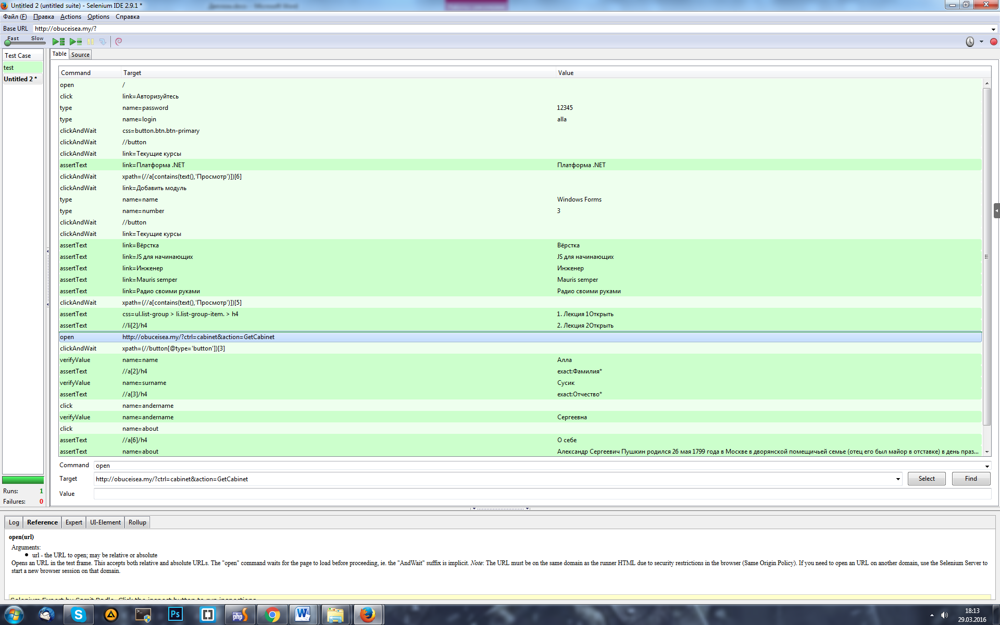 Untitled 2 (untitled suite) - Selenium IDE 2.9.1 *
Файл (F) Правка Actions Options Справка
Base URL http://obuceisea.my/?
Fast Slow
Test Case
test
Untitled 2 *
Table Source
Command Target Value
open /
click link=Авторизуйтесь
type name=password 12345
type name=login alla
clickAndWait css=button.btn.btn-primary
clickAndWait //button
clickAndWait link=Текущие курсы
assertText link=Платформа .NET Платформа .NET
clickAndWait xpath=(//a[contains(text(),'Просмотр')])[6]
clickAndWait link=Добавить модуль
type name=name Windows Forms
type name=number 3
clickAndWait //button
clickAndWait link=Текущие курсы
assertText link=Вёрстка Вёрстка
assertText link=JS для начинающих JS для начинающих
assertText link=Инженер Инженер
assertText link=Mauris semper Mauris semper
assertText link=Радио своими руками Радио своими руками
clickAndWait xpath=(//a[contains(text(),'Просмотр')])[5]
assertText css=ul.list-group > li.list-group-item. > h4 1. Лекция 1Открыть
assertText //li[2]/h4 2. Лекция 2Открыть
open http://obuceisea.my/?ctrl=cabinet&action=GetCabinet
clickAndWait xpath=(//button[@type='button'])[3]
verifyValue name=name Алла
assertText //a[2]/h4 exact:Фамилия*
verifyValue name=surname Сусик
assertText //a[3]/h4 exact:Отчество*
click name=andername
verifyValue name=andername Сергеевна
click name=about
assertText //a[6]/h4 О себе
assertText name=about Александр Сергеевич Пушкин родился 26 мая 1799 года в Москве в дворянской помещичьей семье (отец его был майор в отставке) в день праз...
Command open
Target http://obuceisea.my/?ctrl=cabinet&action=GetCabinet Select Find
Value
Runs: 1
Failures: 0
Log Reference Expert UI-Element Rollup
open(url)
Arguments:
• url - the URL to open; may be relative or absolute
Opens an URL in the test frame. This accepts both relative and absolute URLs. The "open" command waits for the page to load before proceeding, ie. the "AndWait" suffix is implicit. Note: The URL must be on the same domain as the runner HTML due to security restrictions in the browser (Same Origin Policy). If you need to open an URL on another domain, use the Selenium Server to
start a new browser session on that domain.
Selenium Expert by Samit Badle. Click the inspect button to run inspections
Ps
php
W
18:13
29.03.2016